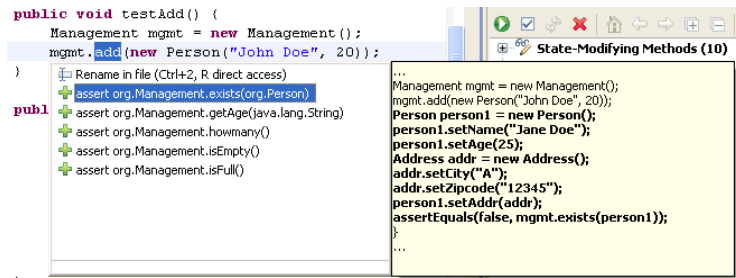 public void testAdd() {
Management mgmt = new Management();
mgmt.add(new Person("John Doe", 20));
}
publ
Rename in file (Ctrl+2, R direct access)
assert org.Management.exists(org.Person)
assert org.Management.getAge(java.lang.String)
assert org.Management.howmany()
assert org.Management.isEmpty()
assert org.Management.isFull()
State-Modifying Methods (10)
...
Management mgmt = new Management();
mgmt.add(new Person("John Doe", 20));
Person person1 = new Person();
person1.setName("Jane Doe");
person1.setAge(25);
Address addr = new Address();
addr.setCity("A");
addr.setZipcode("12345");
person1.setAddr(addr);
assertEquals(false, mgmt.exists(person1));
}
...